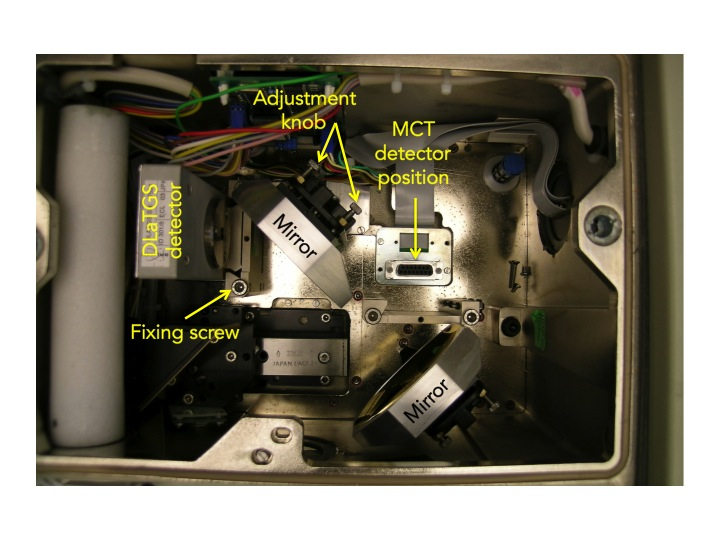 Adjustment
knob
MCT
detector
position
DLaTGS
detector
Mirror
Fixing screw
JAPAN
Mirror